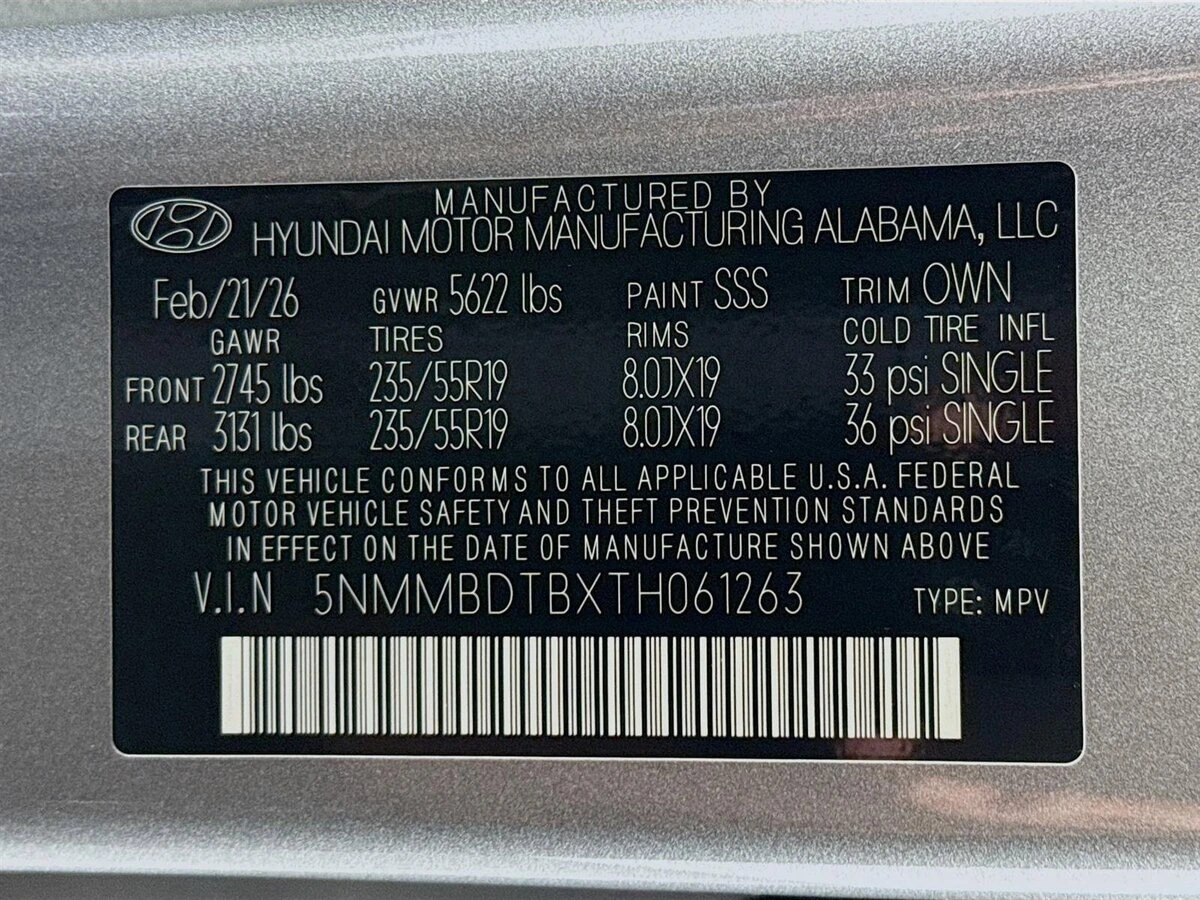 MANUFACTURED BY
HYUNDAI MOTOR MANUFACTURING ALABAMA, LLC
Feb/21/26 GVWR 5622 lbs PAINT SSS TRIM OWN
GAWR TIRES RIMS COLD TIRE INFL
FRONT 2745 lbs 235/55R19 8.0JX19 33 psi SINGLE
REAR 3131 lbs 235/55R19 8.0JX19 36 psi SINGLE
THIS VEHICLE CONFORMS TO ALL APPLICABLE U.S.A. FEDERAL
MOTOR VEHICLE SAFETY AND THEFT PREVENTION STANDARDS
IN EFFECT ON THE DATE OF MANUFACTURE SHOWN ABOVE
V.I.N 5NMMBDTBXTH061263 TYPE: MPV